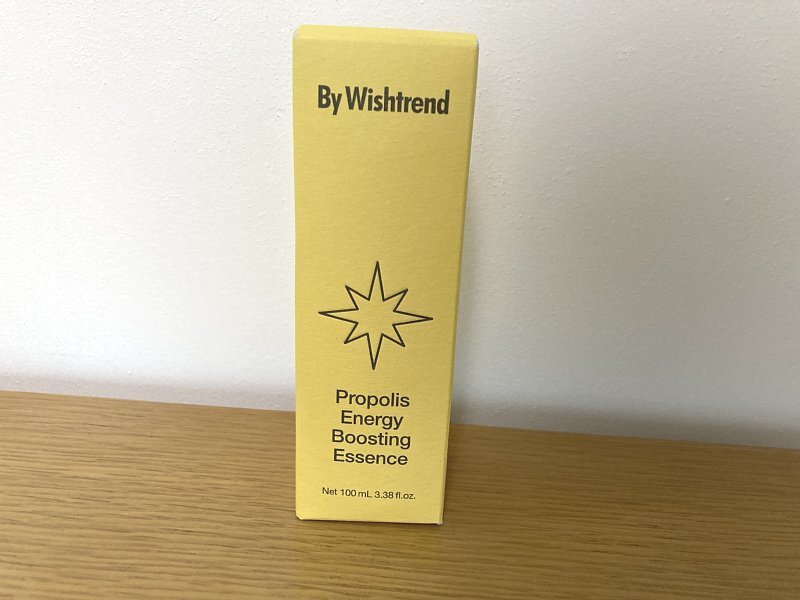 By Wishtrend
Propolis
Energy
Boosting
Essence
Net 100 mL 3.38 fl.oz.